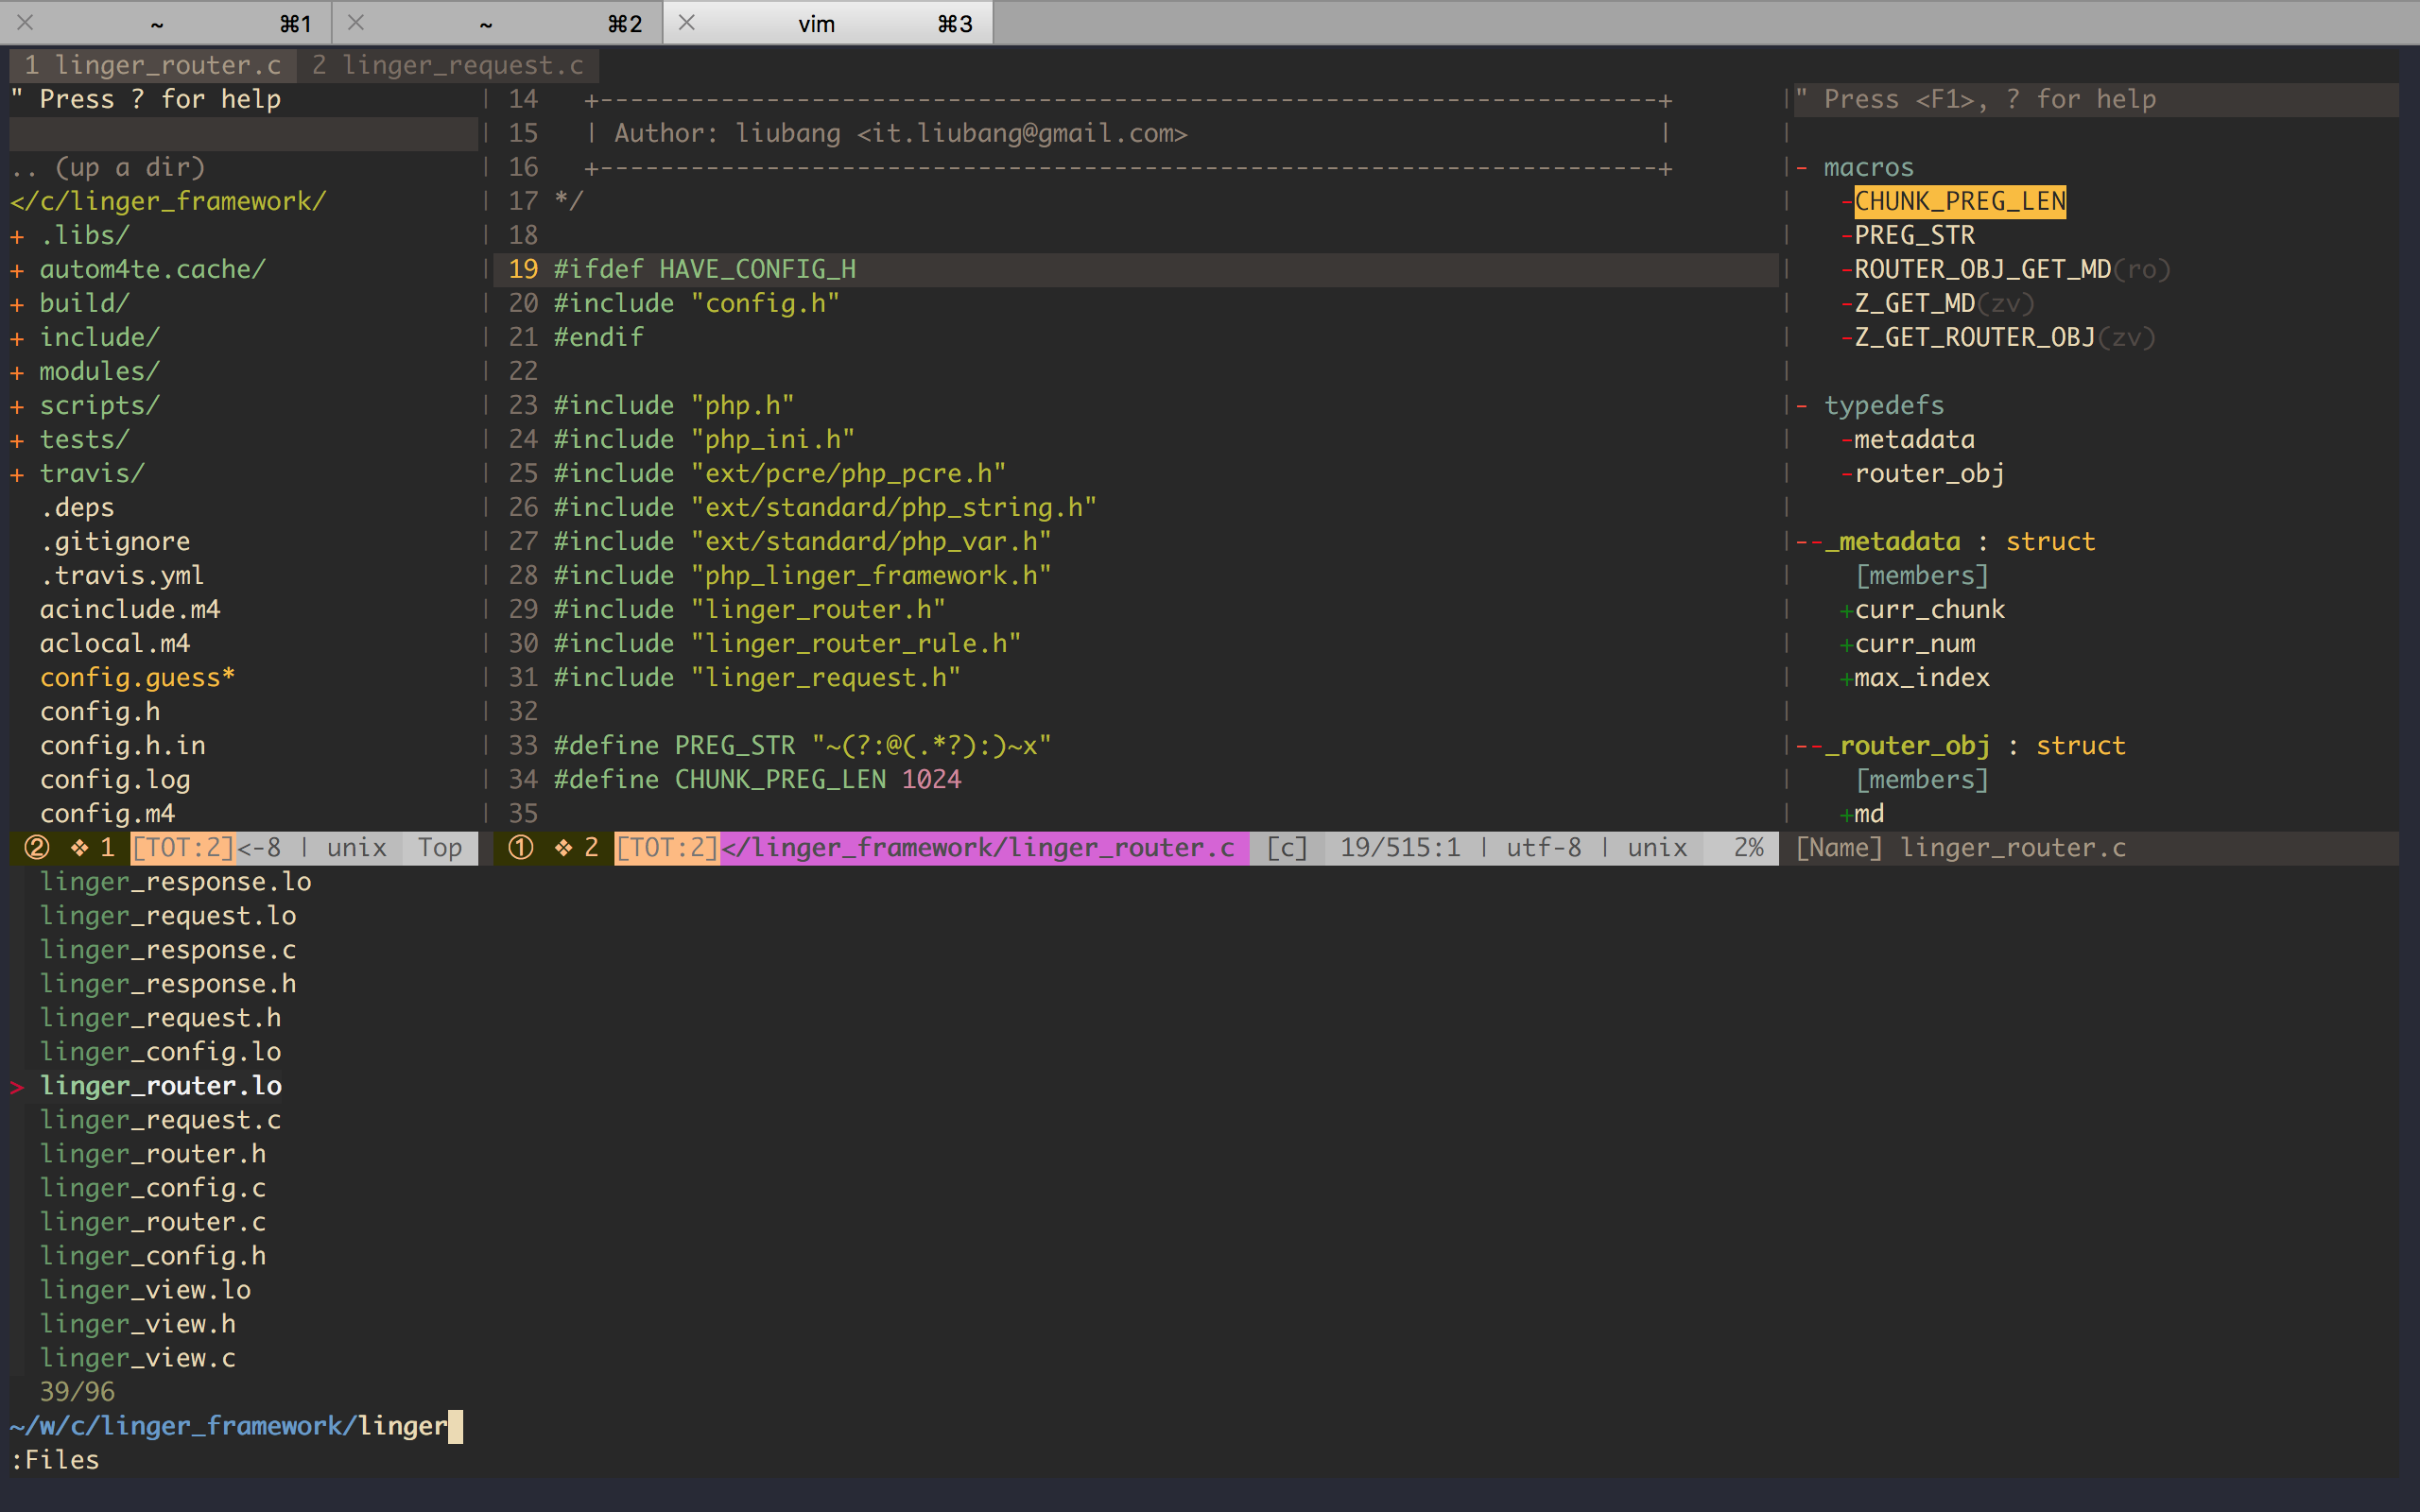 ~ ⌘1 ~ ⌘2 vim ⌘3
1 linger_router.c 2 linger_request.c
" Press ? for help
.. (up a dir)
</c/linger_framework/
+ .libs/
+ autom4te.cache/
+ build/
+ include/
+ modules/
+ scripts/
+ tests/
+ travis/
.deps
.gitignore
.travis.yml
acinclude.m4
aclocal.m4
config.guess*
config.h
config.h.in
config.log
config.m4
② ❖ 1 [TOT:2]<-8 | unix Top
14 +----------------------------------------------------------------------+
15 | Author: liubang <it.liubang@gmail.com> |
16 +----------------------------------------------------------------------+
17 */
18
19 #ifdef HAVE_CONFIG_H
20 #include "config.h"
21 #endif
22
23 #include "php.h"
24 #include "php_ini.h"
25 #include "ext/pcre/php_pcre.h"
26 #include "ext/standard/php_string.h"
27 #include "ext/standard/php_var.h"
28 #include "php_linger_framework.h"
29 #include "linger_router.h"
30 #include "linger_router_rule.h"
31 #include "linger_request.h"
32
33 #define PREG_STR "~(?:@(.*?):)~x"
34 #define CHUNK_PREG_LEN 1024
35
① ❖ 2 [TOT:2]</linger_framework/linger_router.c [c] 19/515:1 | utf-8 | unix 2%
" Press <F1>, ? for help
- macros
-CHUNK_PREG_LEN
-PREG_STR
-ROUTER_OBJ_GET_MD(ro)
-Z_GET_MD(zv)
-Z_GET_ROUTER_OBJ(zv)
- typedefs
-metadata
-router_obj
--_metadata : struct
[members]
+curr_chunk
+curr_num
+max_index
--_router_obj : struct
[members]
+md
[Name] linger_router.c
linger_response.lo
linger_request.lo
linger_response.c
linger_response.h
linger_request.h
linger_config.lo
> linger_router.lo
linger_request.c
linger_router.h
linger_config.c
linger_router.c
linger_config.h
linger_view.lo
linger_view.h
linger_view.c
39/96
~/w/c/linger_framework/linger
:Files